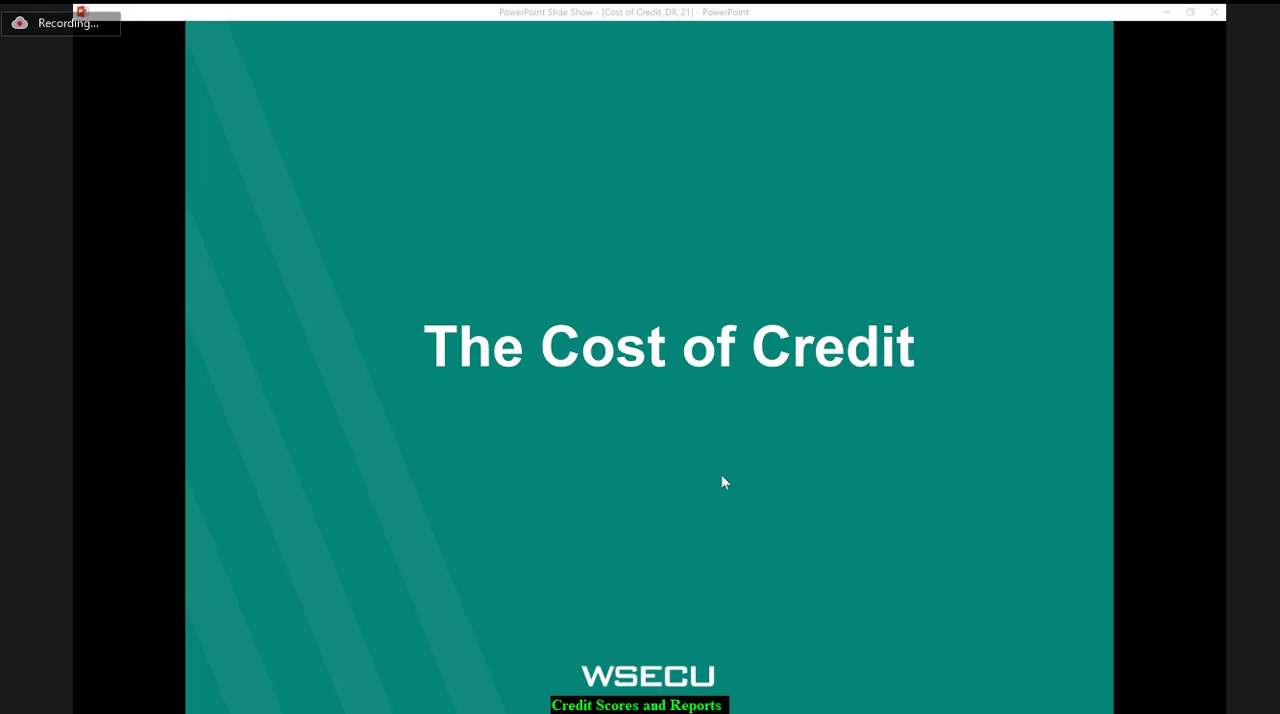 PowerPoint Slide Show - [Cost of Credit_DR_21] - PowerPoint
Recording...
The Cost of Credit
WSECU
Credit Scores and Reports